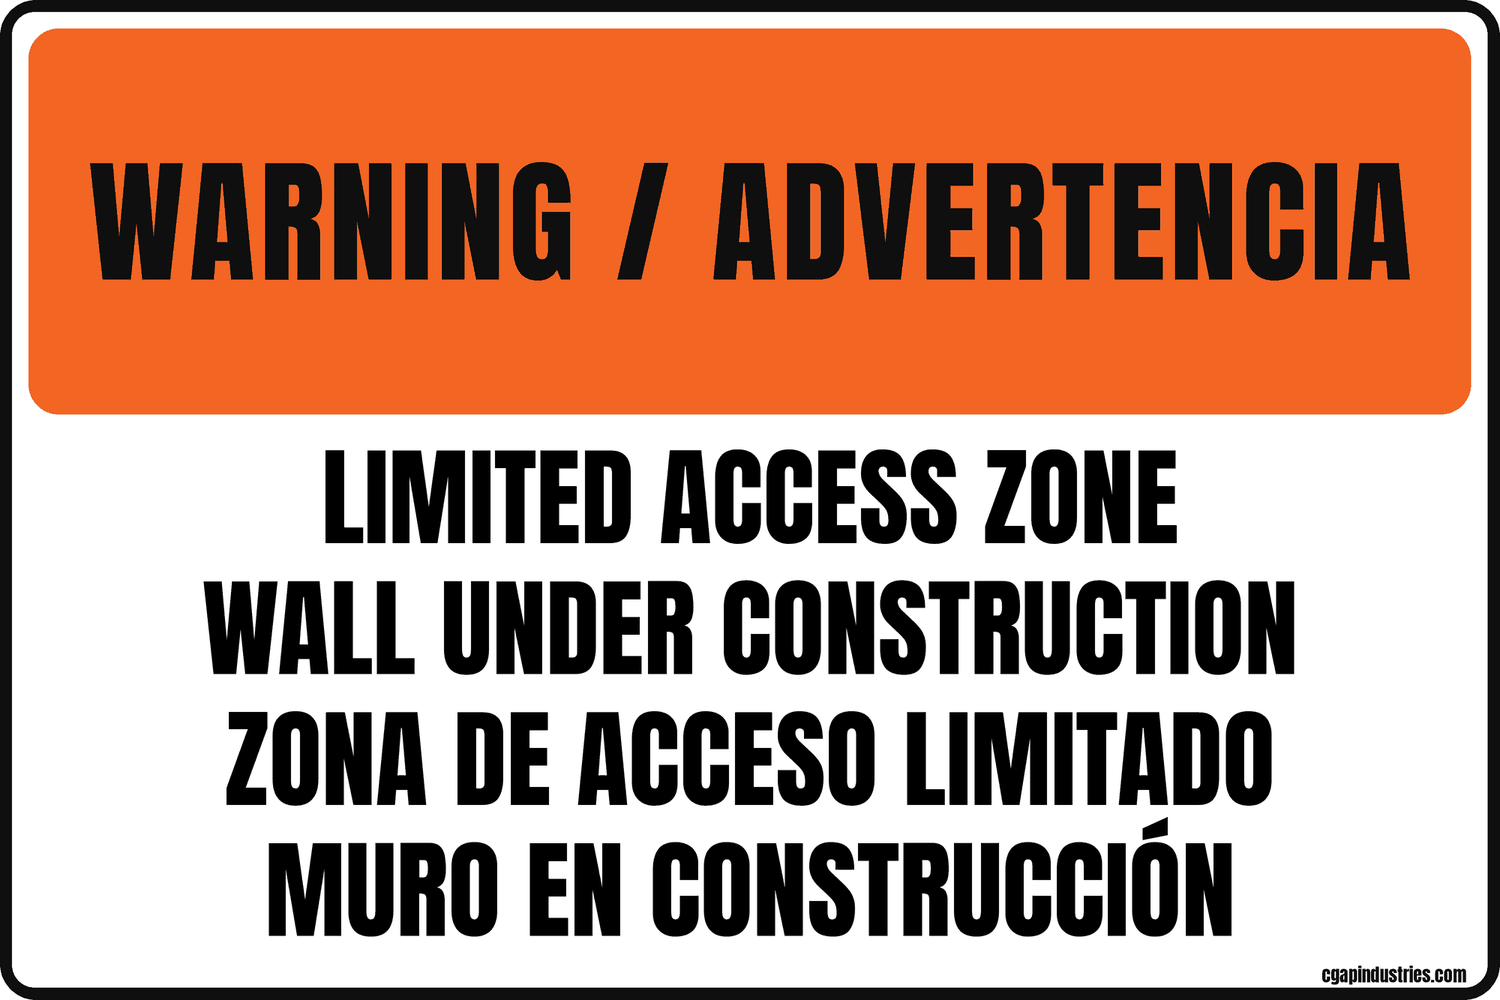 WARNING / ADVERTENCIA
LIMITED ACCESS ZONE
WALL UNDER CONSTRUCTION
ZONA DE ACCESO LIMITADO
MURO EN CONSTRUCCIÓN
cgapindustries.com